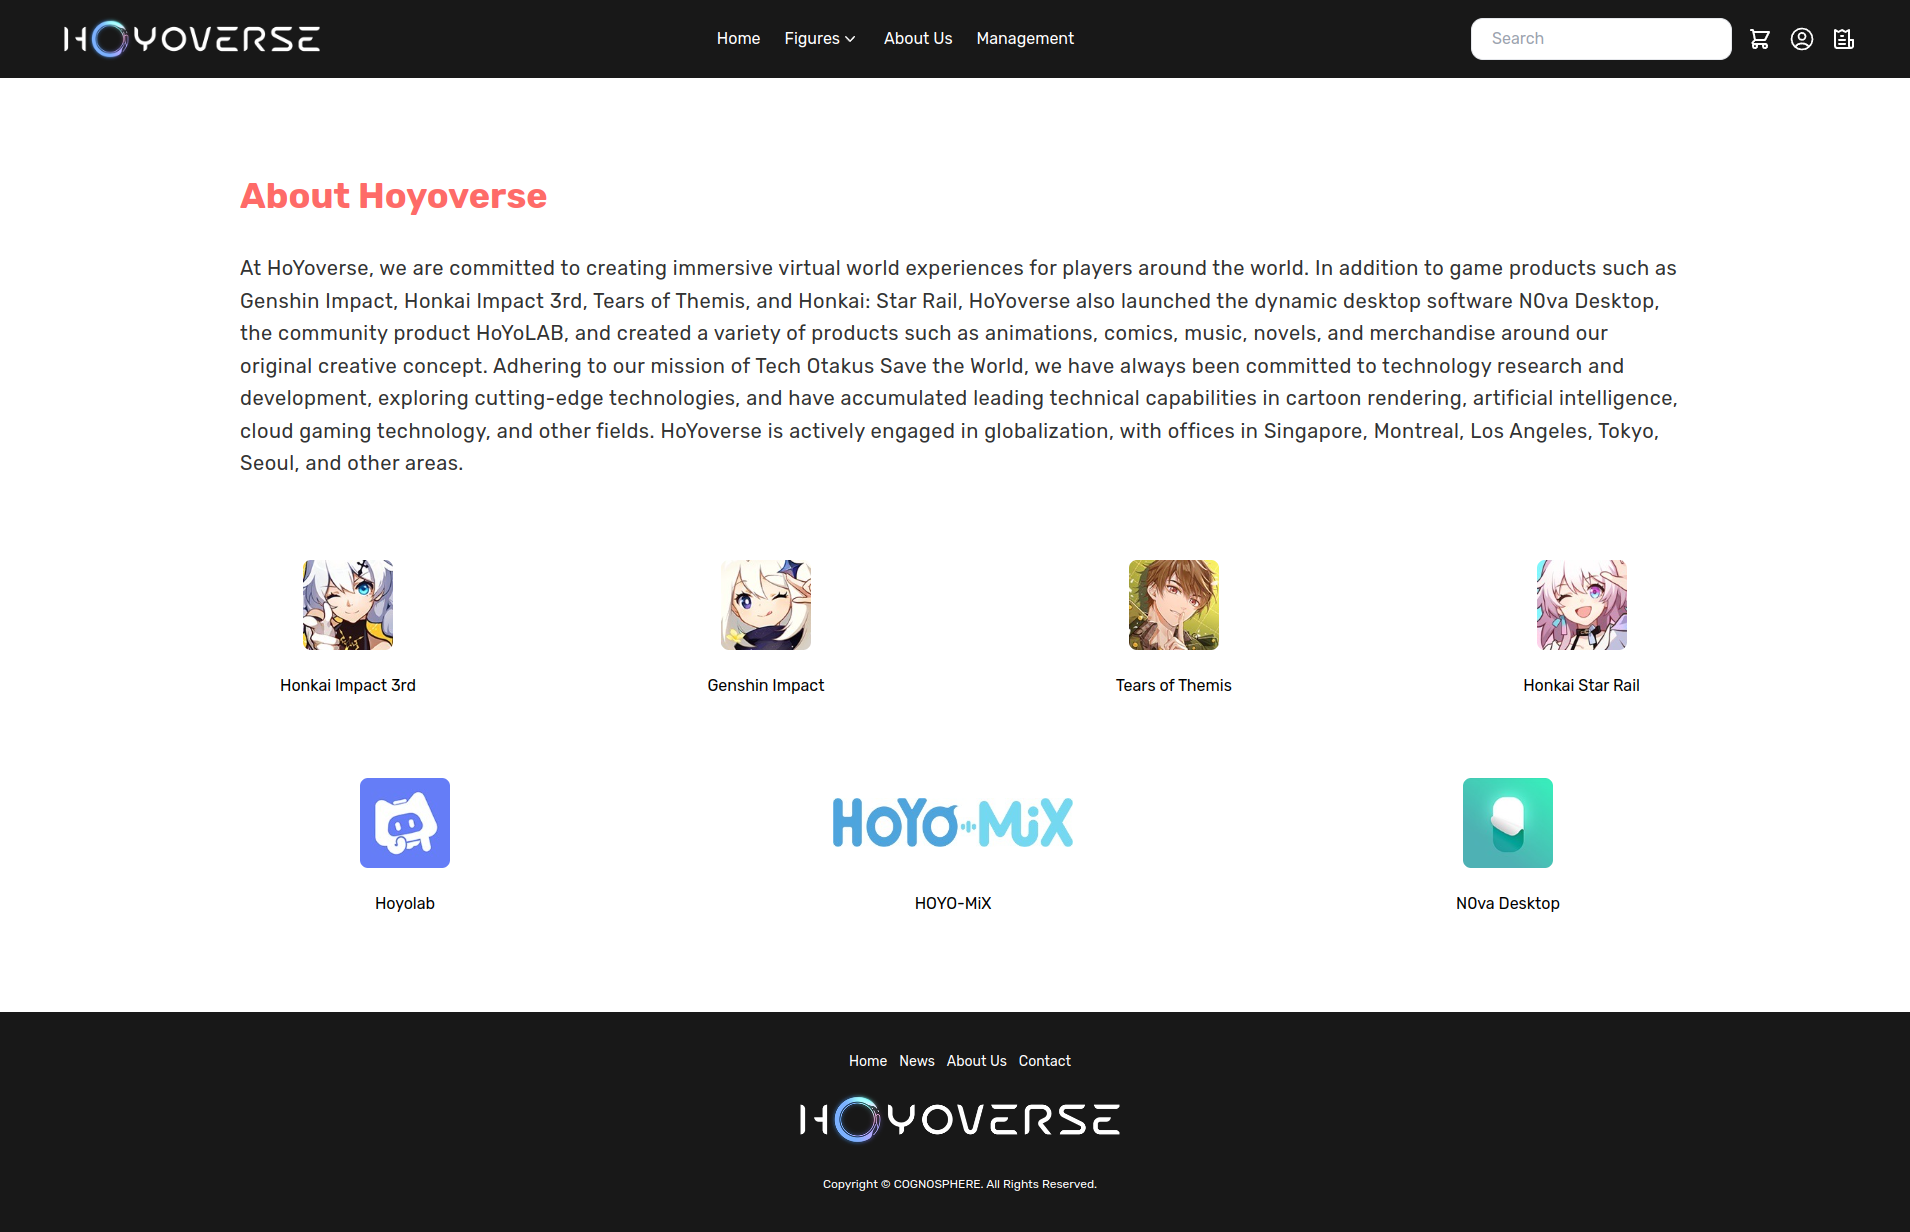 HOYOVERSE
Home Figures About Us Management
Search
About Hoyoverse
At HoYoverse, we are committed to creating immersive virtual world experiences for players around the world. In addition to game products such as
Genshin Impact, Honkai Impact 3rd, Tears of Themis, and Honkai: Star Rail, HoYoverse also launched the dynamic desktop software N0va Desktop,
the community product HoYoLAB, and created a variety of products such as animations, comics, music, novels, and merchandise around our
original creative concept. Adhering to our mission of Tech Otakus Save the World, we have always been committed to technology research and
development, exploring cutting-edge technologies, and have accumulated leading technical capabilities in cartoon rendering, artificial intelligence,
cloud gaming technology, and other fields. HoYoverse is actively engaged in globalization, with offices in Singapore, Montreal, Los Angeles, Tokyo,
Seoul, and other areas.
Honkai Impact 3rd
Genshin Impact
Tears of Themis
Honkai Star Rail
HoYo-MiX
Hoyolab
HOYO-MiX
N0va Desktop
Home News About Us Contact
HOYOVERSE
Copyright © COGNOSPHERE. All Rights Reserved.